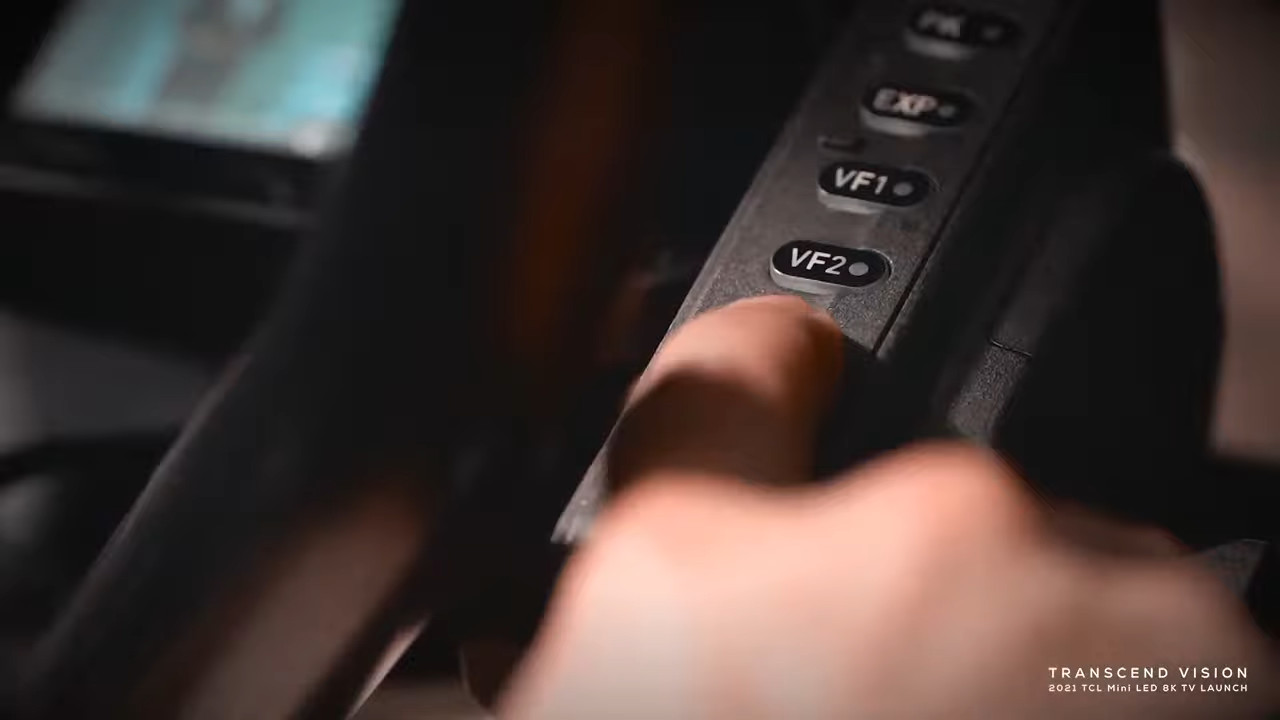 EXP
VF1
VF2
TRANSCEND VISION
2021 TCL Mini LED 8K TV LAUNCH